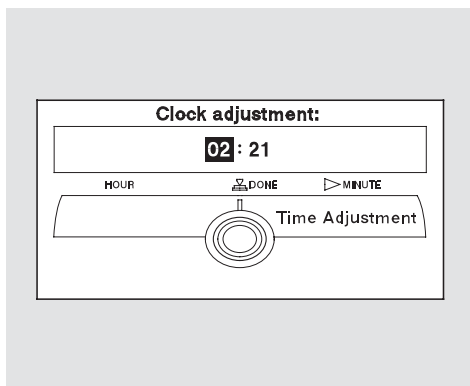 Clock adjustment:
02 : 21
HOUR DONE MINUTE
Time Adjustment